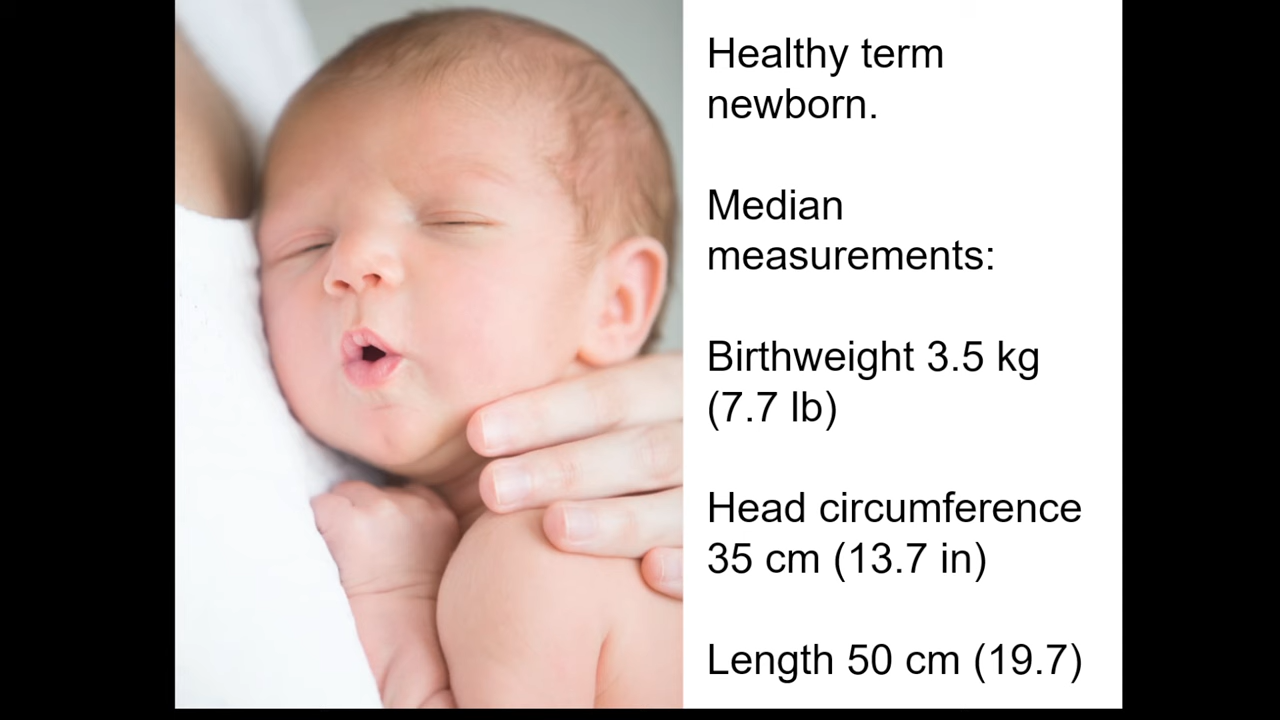 Healthy term
newborn.
Median
measurements:
Birthweight 3.5 kg
(7.7 lb)
Head circumference
35 cm (13.7 in)
Length 50 cm (19.7)